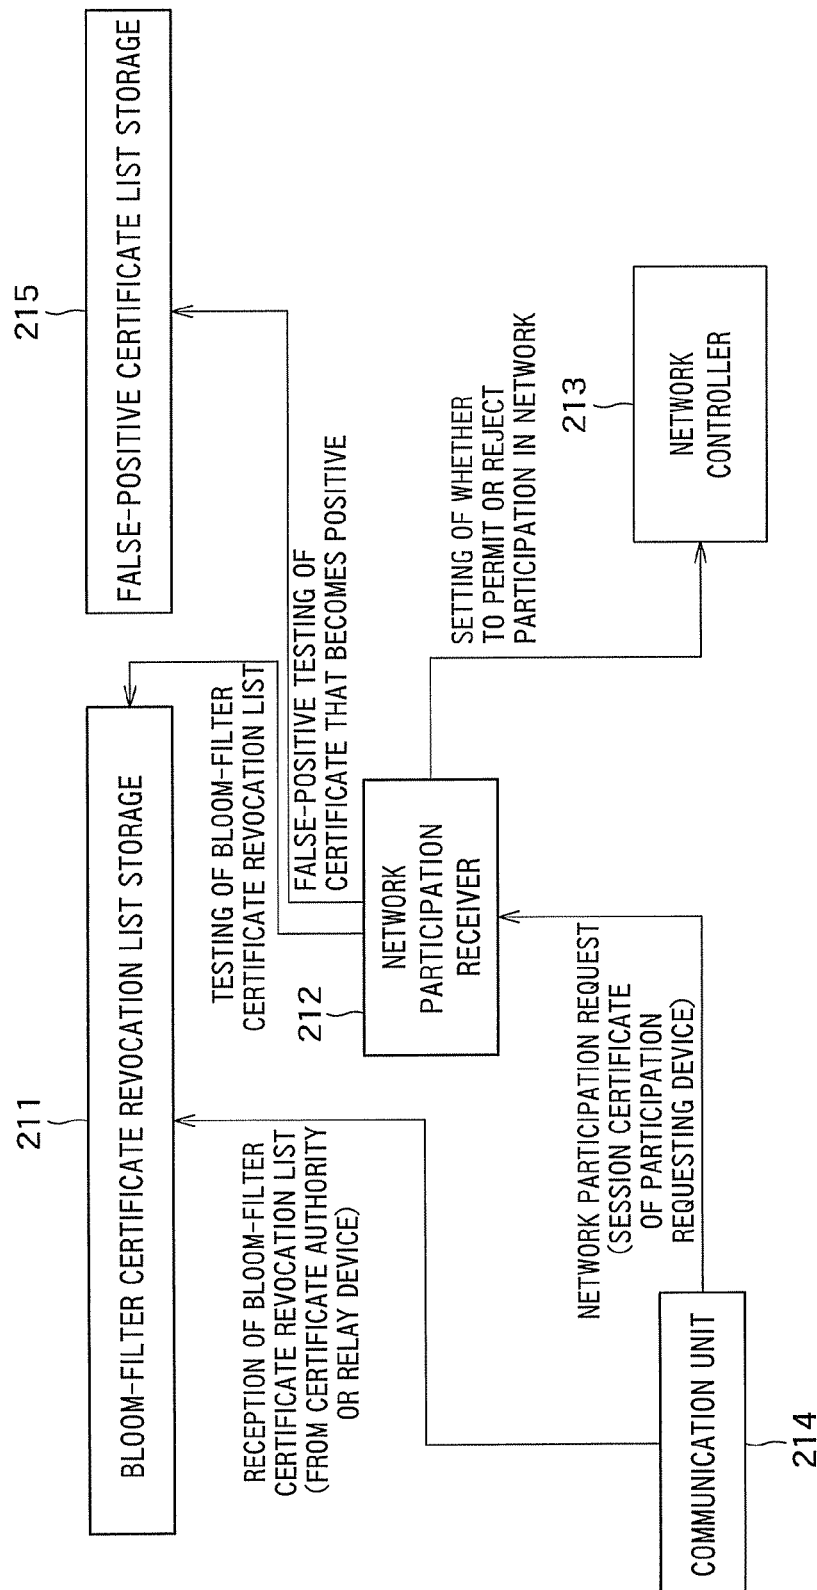 211
BLOOM-FILTER CERTIFICATE REVOCATION LIST STORAGE
215
FALSE-POSITIVE CERTIFICATE LIST STORAGE
RECEPTION OF BLOOM-FILTER
CERTIFICATE REVOCATION LIST
(FROM CERTIFICATE AUTHORITY
OR RELAY DEVICE)
TESTING OF BLOOM-FILTER
CERTIFICATE REVOCATION LIST
FALSE-POSITIVE TESTING OF
CERTIFICATE THAT BECOMES POSITIVE
212
NETWORK
PARTICIPATION
RECEIVER
SETTING OF WHETHER
TO PERMIT OR REJECT
PARTICIPATION IN NETWORK
213
NETWORK
CONTROLLER
NETWORK PARTICIPATION REQUEST
(SESSION CERTIFICATE
OF PARTICIPATION
REQUESTING DEVICE)
COMMUNICATION UNIT
214